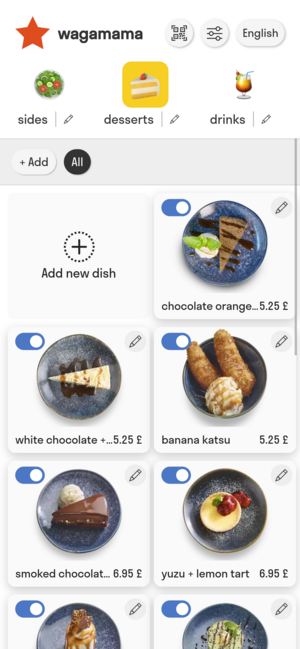 wagamama
English
sides
desserts
drinks
+ Add
All
Add new dish
chocolate orange... 5.25 £
white chocolate +... 5.25 £
banana katsu 5.25 £
smoked chocolat... 6.95 £
yuzu + lemon tart 6.95 £